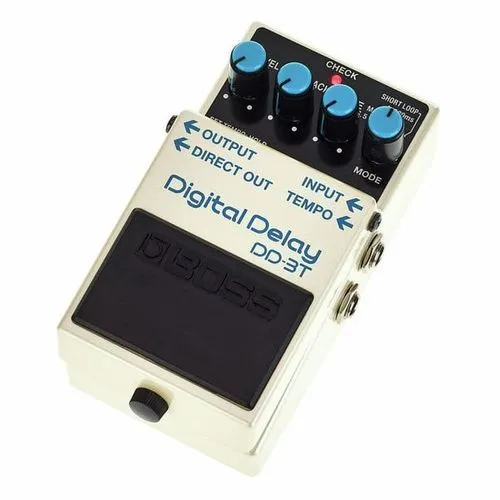 CHECK
SHORT LOOP
MODE
OUTPUT
DIRECT OUT
INPUT
TEMPO
Digital Delay
DD-3T
BOSS